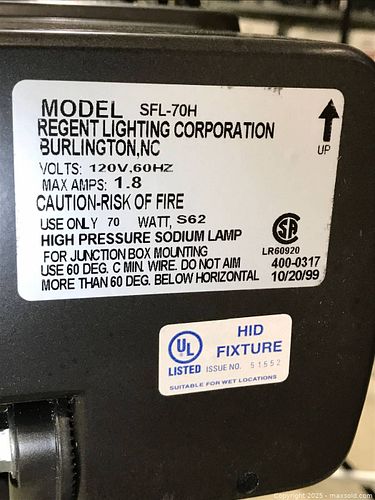 MODEL SFL-70H
REGENT LIGHTING CORPORATION
BURLINGTON, NC
VOLTS: 120V, 60HZ
MAX AMPS: 1.8
CAUTION-RISK OF FIRE
USE ONLY 70 WATT, S62
HIGH PRESSURE SODIUM LAMP
FOR JUNCTION BOX MOUNTING
USE 60 DEG. C MIN. WIRE. DO NOT AIM
MORE THAN 60 DEG. BELOW HORIZONTAL
UP
SA
LR60920
400-0317
10/20/99
UL
LISTED
HID
FIXTURE
ISSUE NO. 51552
SUITABLE FOR WET LOCATIONS
Copyright 2025 - maxsold.com